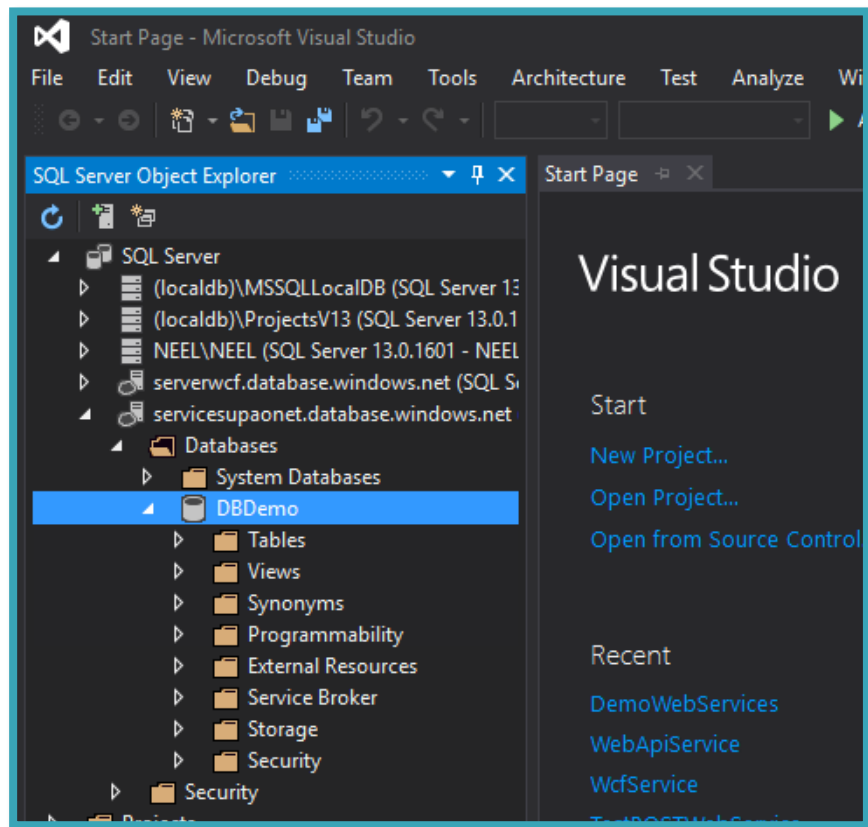 Start Page - Microsoft Visual Studio
File Edit View Debug Team Tools Architecture Test Analyze Wi
SQL Server Object Explorer
Start Page
SQL Server
(localdb)\MSSQLLocalDB (SQL Server 13
(localdb)\ProjectsV13 (SQL Server 13.0.1
NEEL\NEEL (SQL Server 13.0.1601 - NEEL
serverwcf.database.windows.net (SQL S
servicesupaonet.database.windows.net
Databases
System Databases
DBDemo
Tables
Views
Synonyms
Programmability
External Resources
Service Broker
Storage
Security
Security
Projects
Visual Studio
Start
New Project...
Open Project...
Open from Source Control
Recent
DemoWebServices
WebApiService
WcfService
TestPOSTWebService